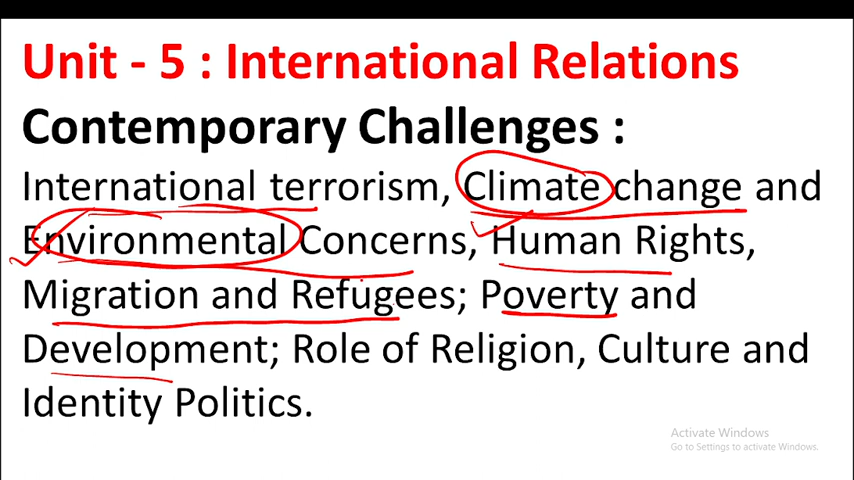 Unit - 5 : International Relations
Contemporary Challenges :
International terrorism, Climate change and
Environmental Concerns, Human Rights,
Migration and Refugees; Poverty and
Development; Role of Religion, Culture and
Identity Politics.
Activate Windows
Go to Settings to activate Windows.